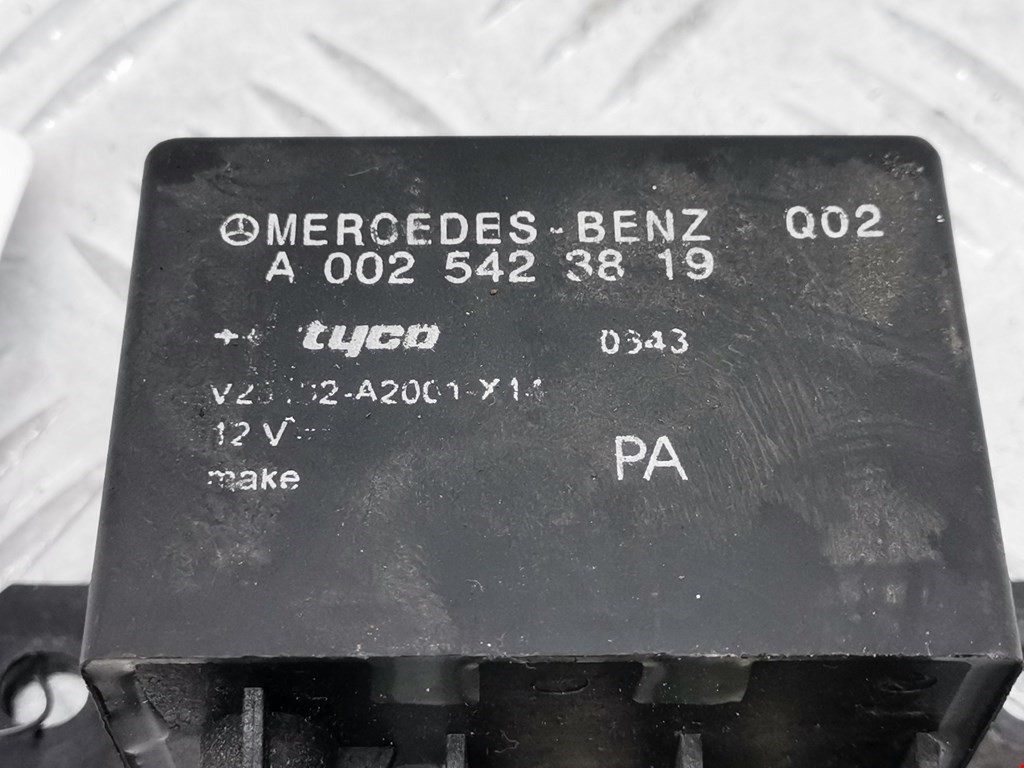 MERCEDES-BENZ Q02
A 002 542 38 19
tyco 0343
12 V
make
PA